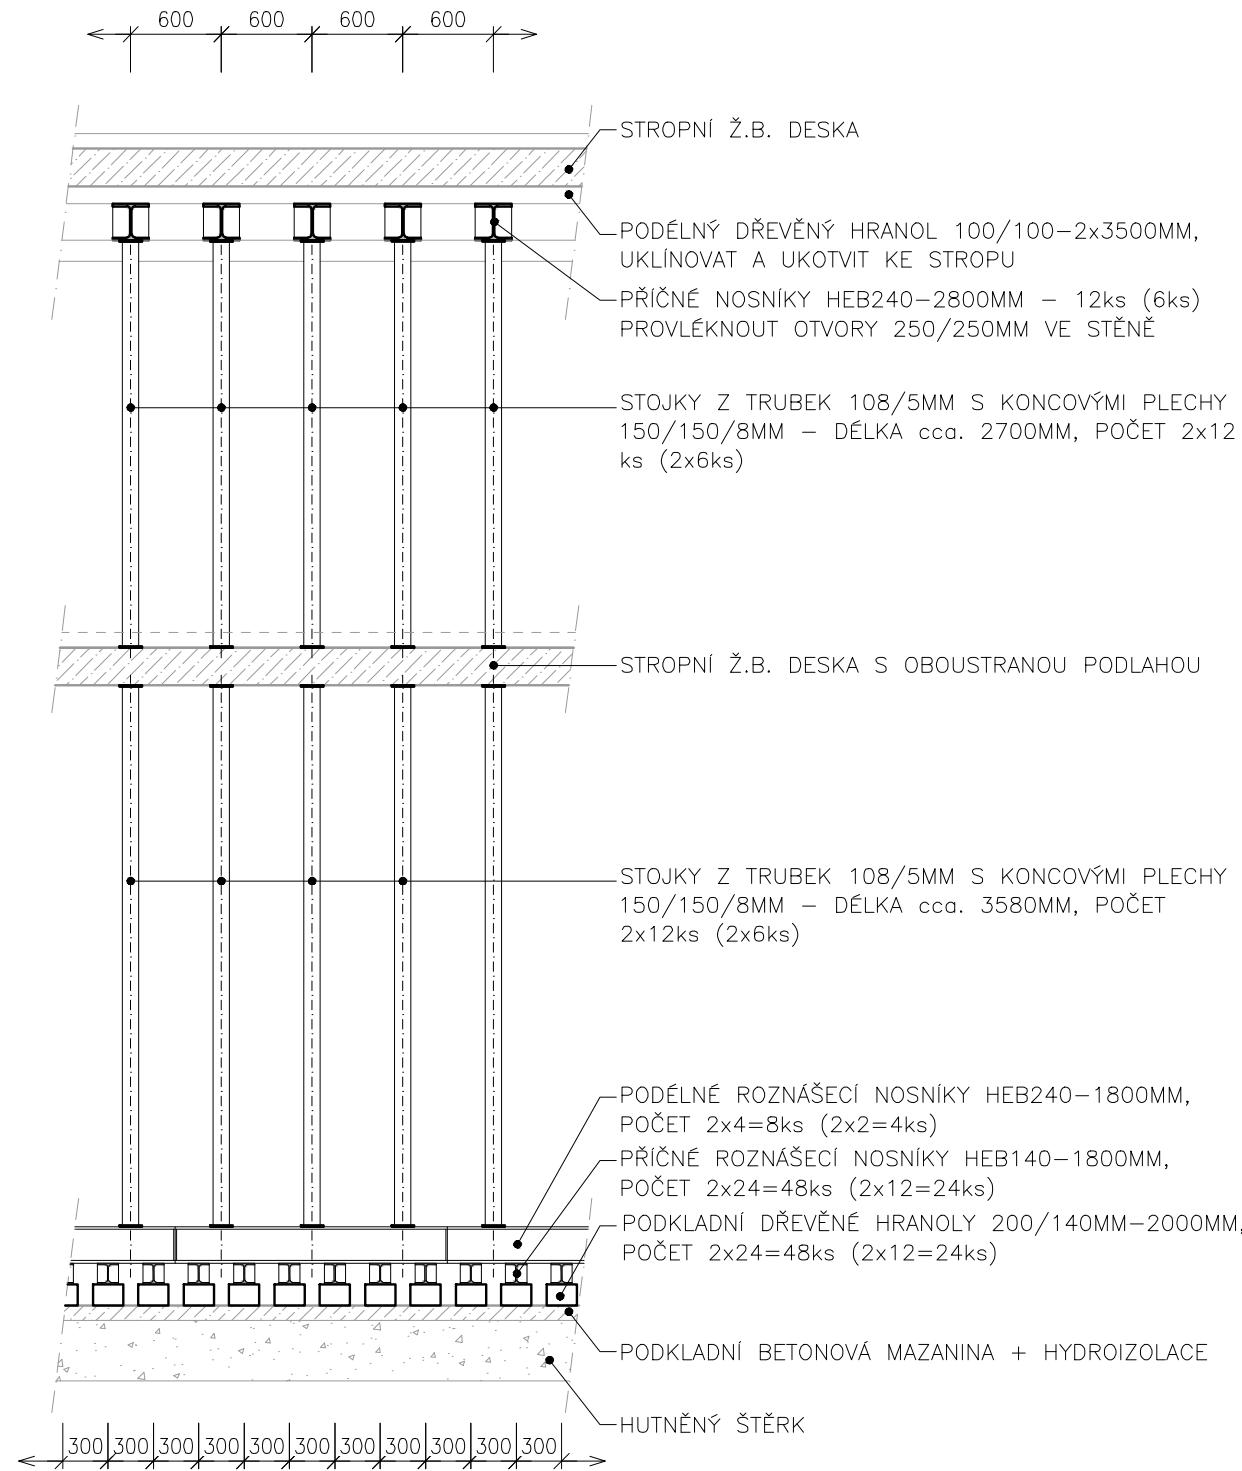 600 600 600 600
STROPNÍ Ž.B. DESKA
PODÉLNÝ DŘEVĚNÝ HRANOL 100/100-2x3500MM,
UKLÍNOVAT A UKOTVIT KE STROPU
PŘÍČNÉ NOSNÍKY HEB240-2800MM - 12ks (6ks)
PROVLÉKNOUT OTVORY 250/250MM VE STĚNĚ
STOJKY Z TRUBEK 108/5MM S KONCOVÝMI PLECHY
150/150/8MM - DÉLKA cca. 2700MM, POČET 2x12
ks (2x6ks)
STROPNÍ Ž.B. DESKA S OBOUSTRANOU PODLAHOU
STOJKY Z TRUBEK 108/5MM S KONCOVÝMI PLECHY
150/150/8MM - DÉLKA cca. 3580MM, POČET
2x12ks (2x6ks)
PODÉLNÉ ROZNÁŠECÍ NOSNÍKY HEB240-1800MM,
POČET 2x4=8ks (2x2=4ks)
PŘÍČNÉ ROZNÁŠECÍ NOSNÍKY HEB140-1800MM,
POČET 2x24=48ks (2x12=24ks)
PODKLADNÍ DŘEVĚNÉ HRANOLY 200/140MM-2000MM,
POČET 2x24=48ks (2x12=24ks)
PODKLADNÍ BETONOVÁ MAZANINA + HYDROIZOLACE
HUTNĚNÝ ŠTĚRK
300 300 300 300 300 300 300 300 300 300 300